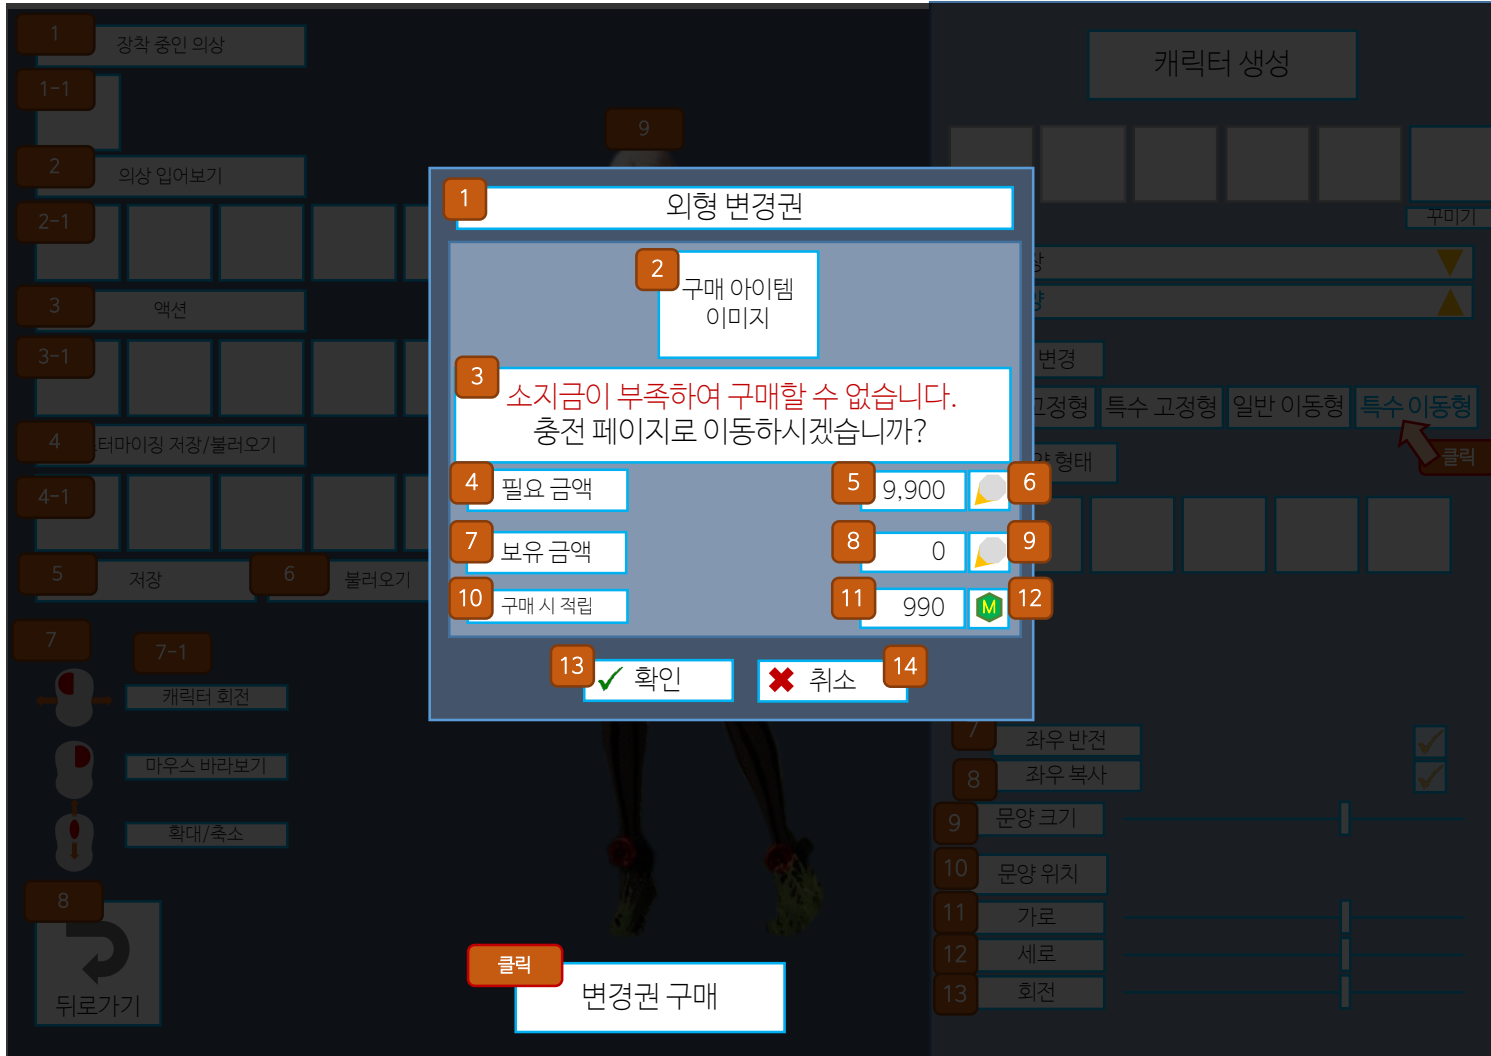 1
장착 중인 의상
1-1
2
의상 입어보기
2-1
3
액션
3-1
4
터마이징 저장/불러오기
4-1
5
저장
6
불러오기
7
7-1
캐릭터 회전
마우스 바라보기
확대/축소
8
뒤로가기
9
1
외형 변경권
2
구매 아이템
이미지
3
소지금이 부족하여 구매할 수 없습니다.
충전 페이지로 이동하시겠습니까?
4
필요 금액
5
9,900
6
7
보유 금액
8
0
9
10
구매 시 적립
11
990
M
12
13
확인
취소
14
클릭
변경권 구매
캐릭터 생성
꾸미기
변경
고정형
특수 고정형
일반 이동형
특수 이동형
클릭
형태
7
좌우 반전
8
좌우 복사
9
문양 크기
10
문양 위치
11
가로
12
세로
13
회전